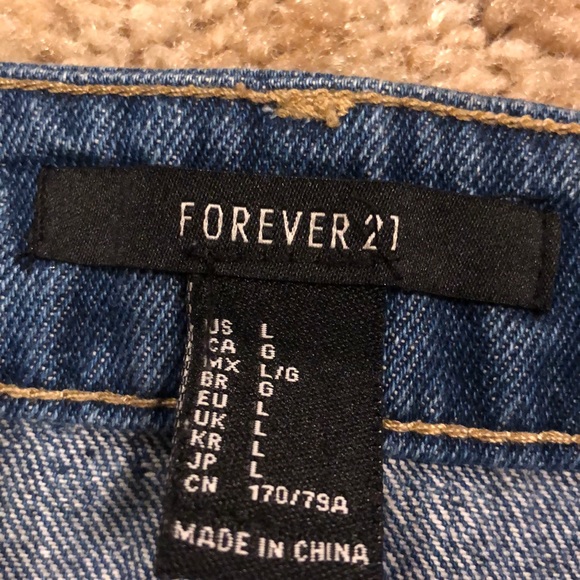 FOREVER 21
US L
CA G
MX L/G
BR G
EU L
UK L
KR L
JP L
CN 170/79A
MADE IN CHINA